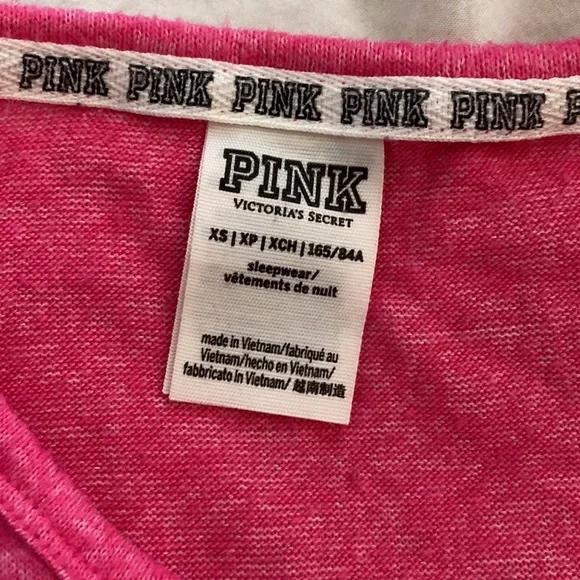 PINK PINK PINK PINK PINK P
PINK
VICTORIA'S SECRET
XS | XP | XCH | 165/84A
sleepwear/
vêtements de nuit
made in Vietnam/fabriqué au
Vietnam/hecho en Vietnam/
fabbricato in Vietnam/ 越南制造